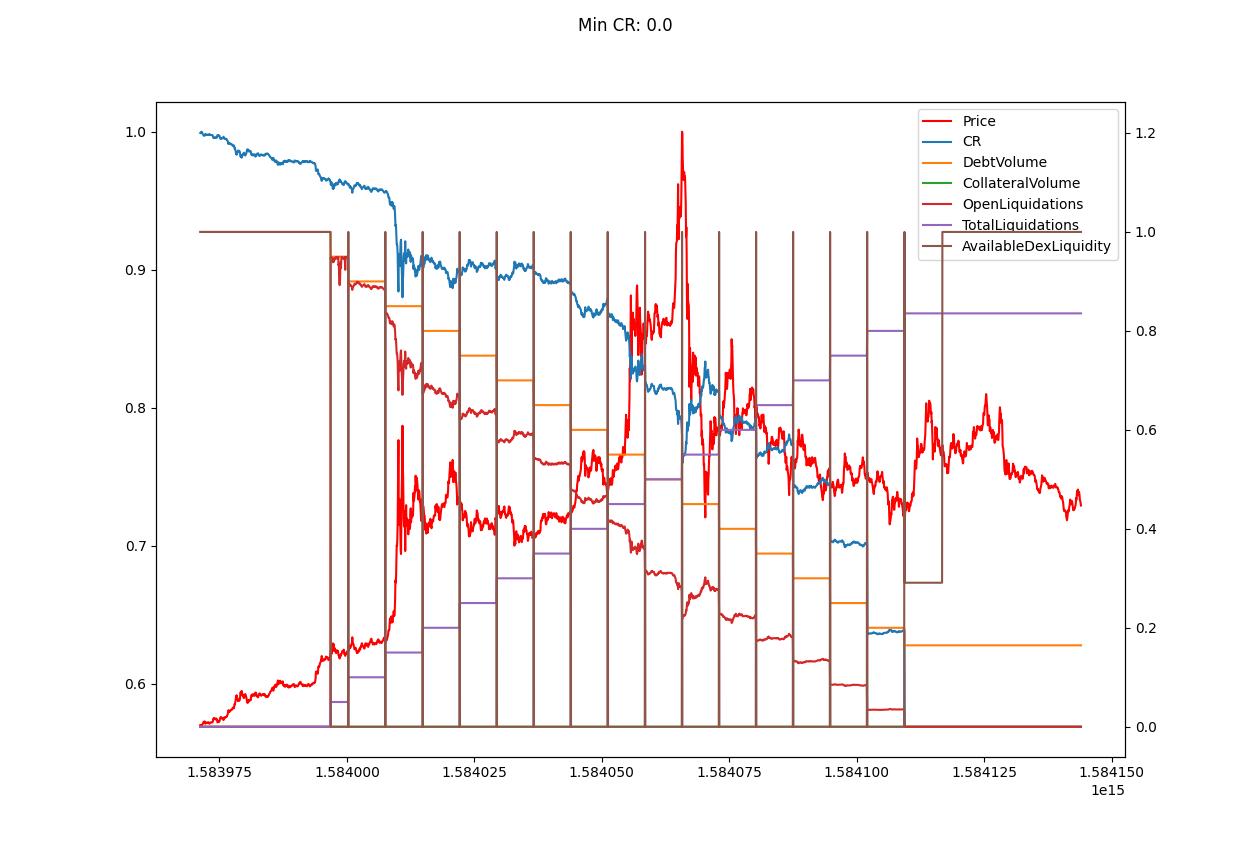 Min CR: 0.0
1.0
0.9
0.8
0.7
0.6
1.2
1.0
0.8
0.6
0.4
0.2
0.0
Price
CR
DebtVolume
CollateralVolume
OpenLiquidations
TotalLiquidations
AvailableDexLiquidity
1.583975 1.584000 1.584025 1.584050 1.584075 1.584100 1.584125 1.584150
1e15